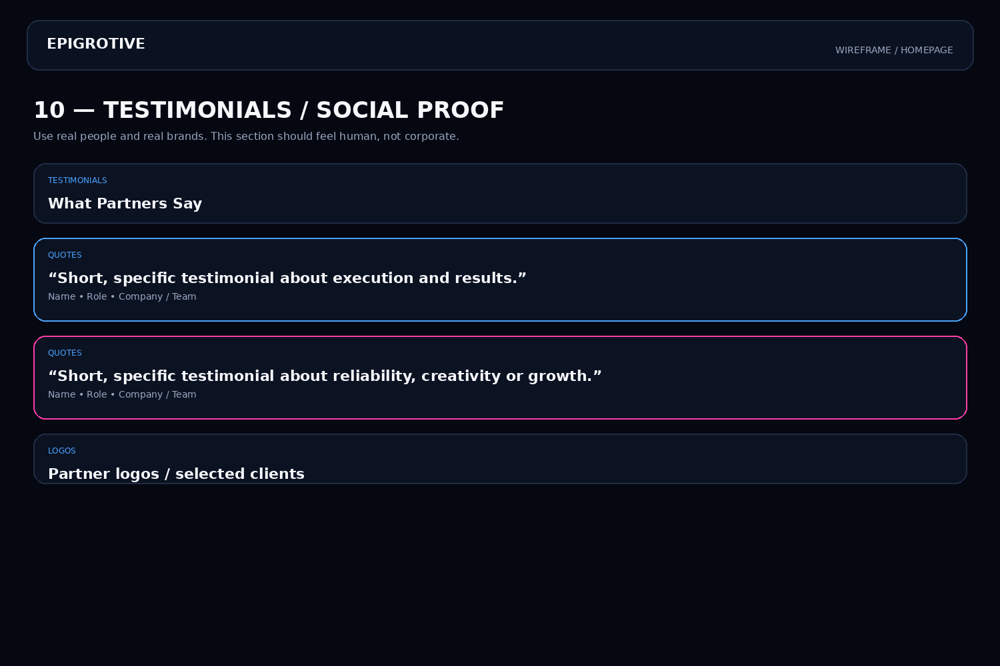 EPIGROTIVE
WIREFRAME / HOMEPAGE
10 — TESTIMONIALS / SOCIAL PROOF
Use real people and real brands. This section should feel human, not corporate.
TESTIMONIALS
What Partners Say
QUOTES
“Short, specific testimonial about execution and results.”
Name • Role • Company / Team
QUOTES
“Short, specific testimonial about reliability, creativity or growth.”
Name • Role • Company / Team
LOGOS
Partner logos / selected clients